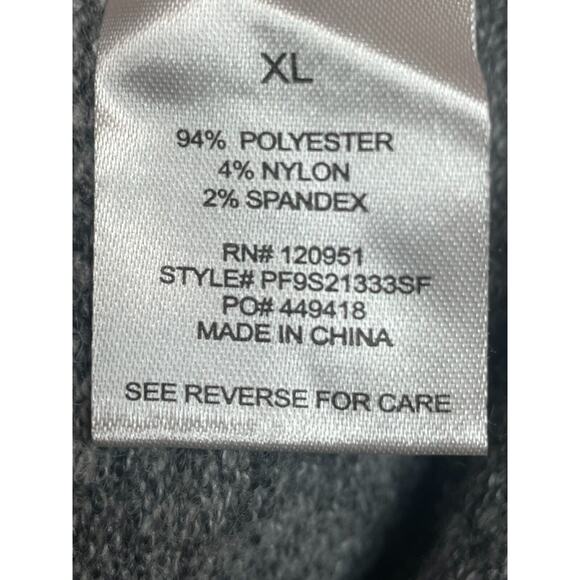 XL
94% POLYESTER
4% NYLON
2% SPANDEX
RN# 120951
STYLE# PF9S21333SF
PO# 449418
MADE IN CHINA
SEE REVERSE FOR CARE